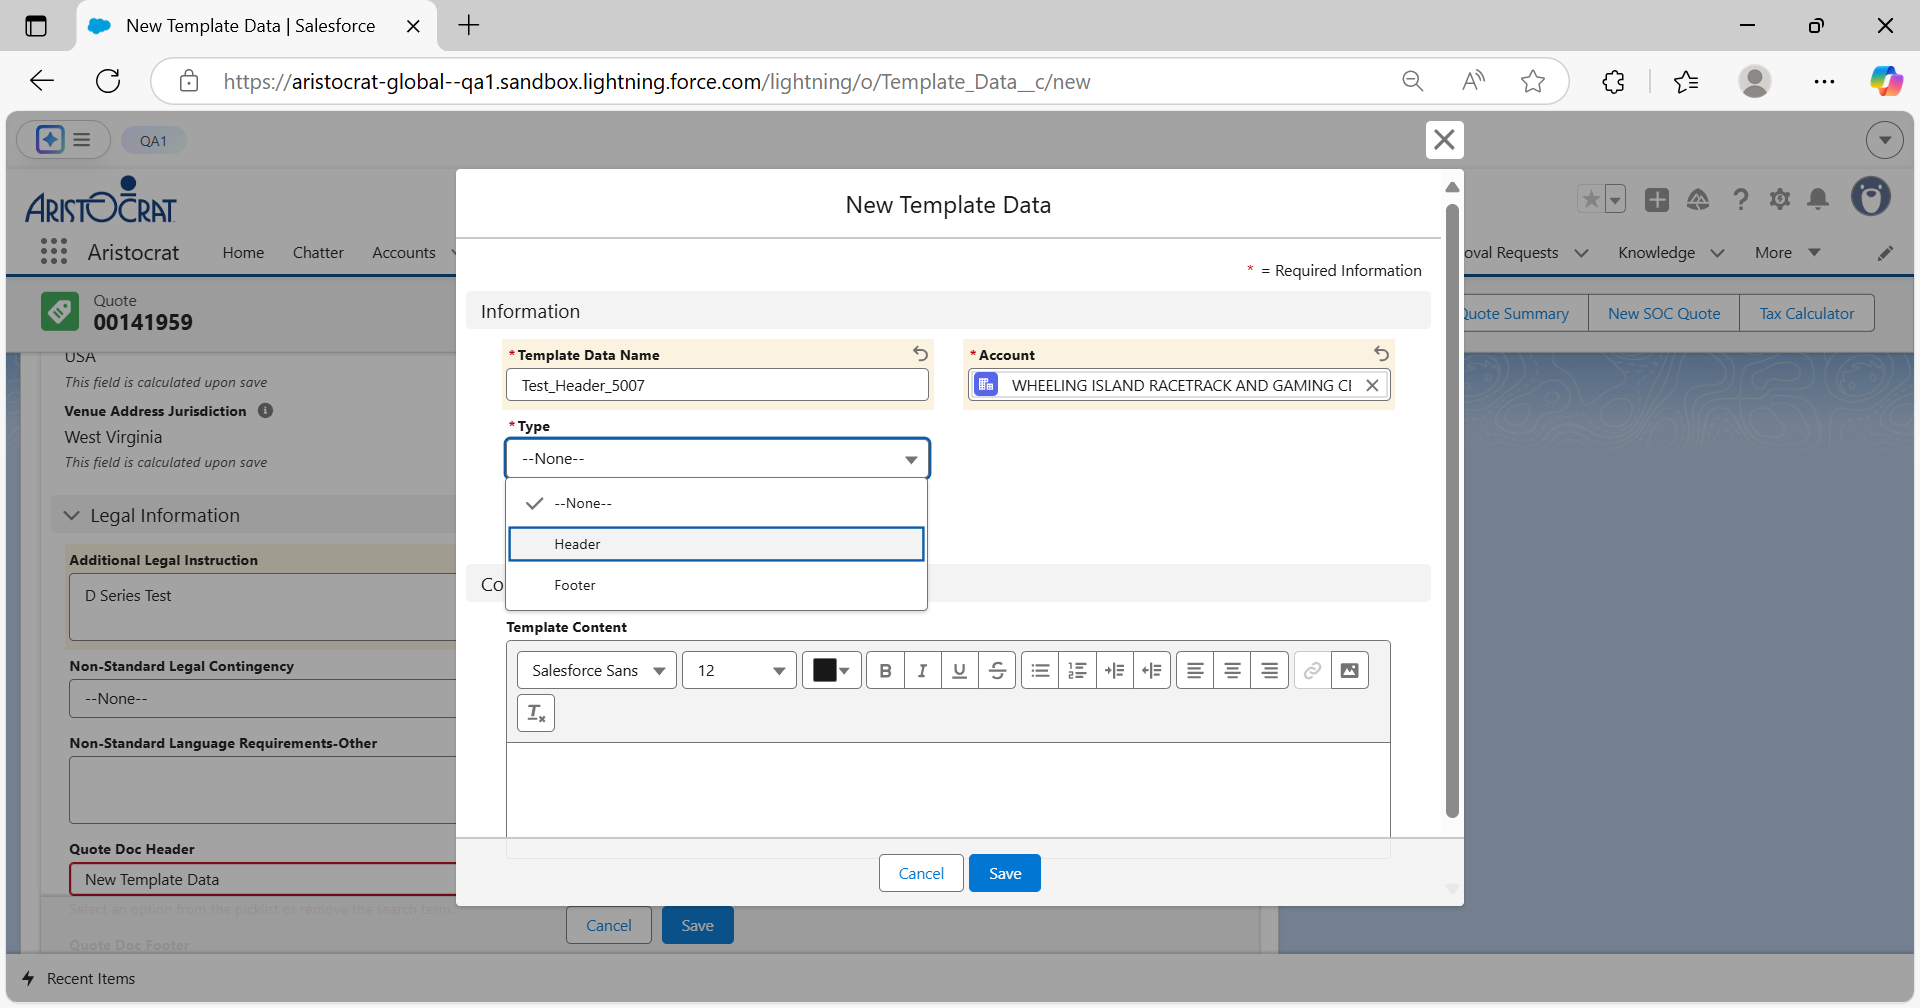 New Template Data | Salesforce
https://aristocrat-global--qa1.sandbox.lightning.force.com/lightning/o/Template_Data__c/new
QA1
ARISTOCRAT
Aristocrat
Home
Chatter
Accounts
oval Requests
Knowledge
More
Quote
00141959
Quote Summary
New SOC Quote
Tax Calculator
USA
This field is calculated upon save
Venue Address Jurisdiction
West Virginia
This field is calculated upon save
Legal Information
Additional Legal Instruction
D Series Test
Non-Standard Legal Contingency
--None--
Non-Standard Language Requirements-Other
Quote Doc Header
New Template Data
Select an option from the picklist or remove the search term.
Quote Doc Footer
Cancel
Save
Recent Items
New Template Data
* = Required Information
Information
*Template Data Name
Test_Header_5007
*Account
WHEELING ISLAND RACETRACK AND GAMING CE
*Type
--None--
--None--
Header
Footer
Co
Template Content
Salesforce Sans
12
B I U S
Cancel
Save